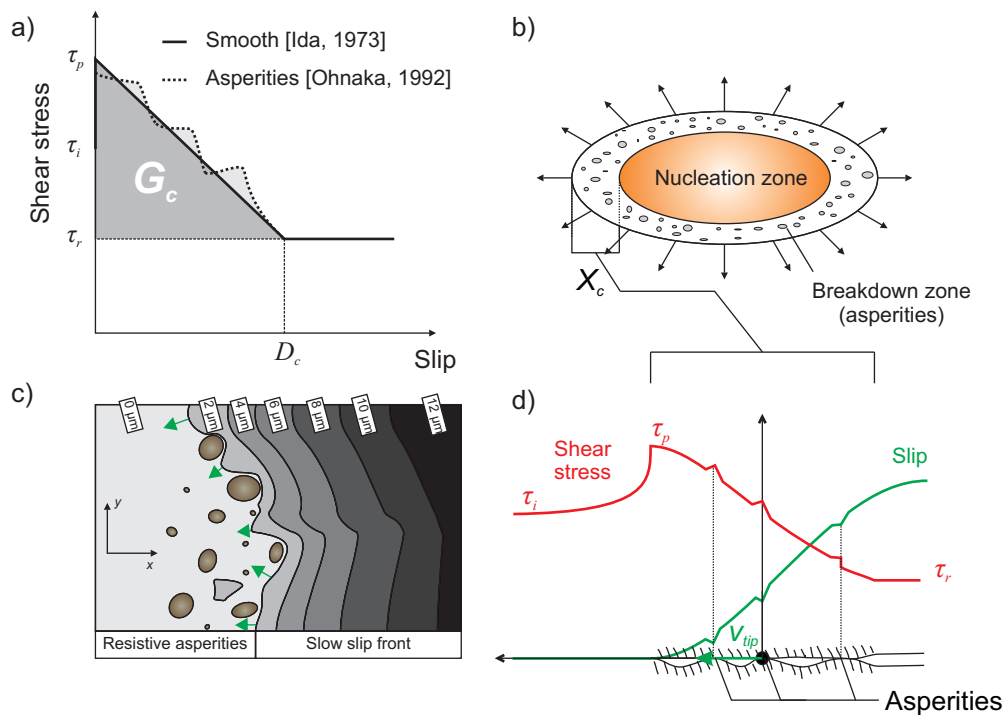 a)
Smooth [Ida, 1973]
Asperities [Ohnaka, 1992]
Shear stress
τp
τi
τr
Gc
Dc
Slip
b)
Nucleation zone
Xc
Breakdown zone
(asperities)
c)
0 μm
2 μm
4 μm
6 μm
8 μm
10 μm
12 μm
y
x
Resistive asperities
Slow slip front
d)
Shear
stress
τp
Slip
τi
τr
Vtip
Asperities